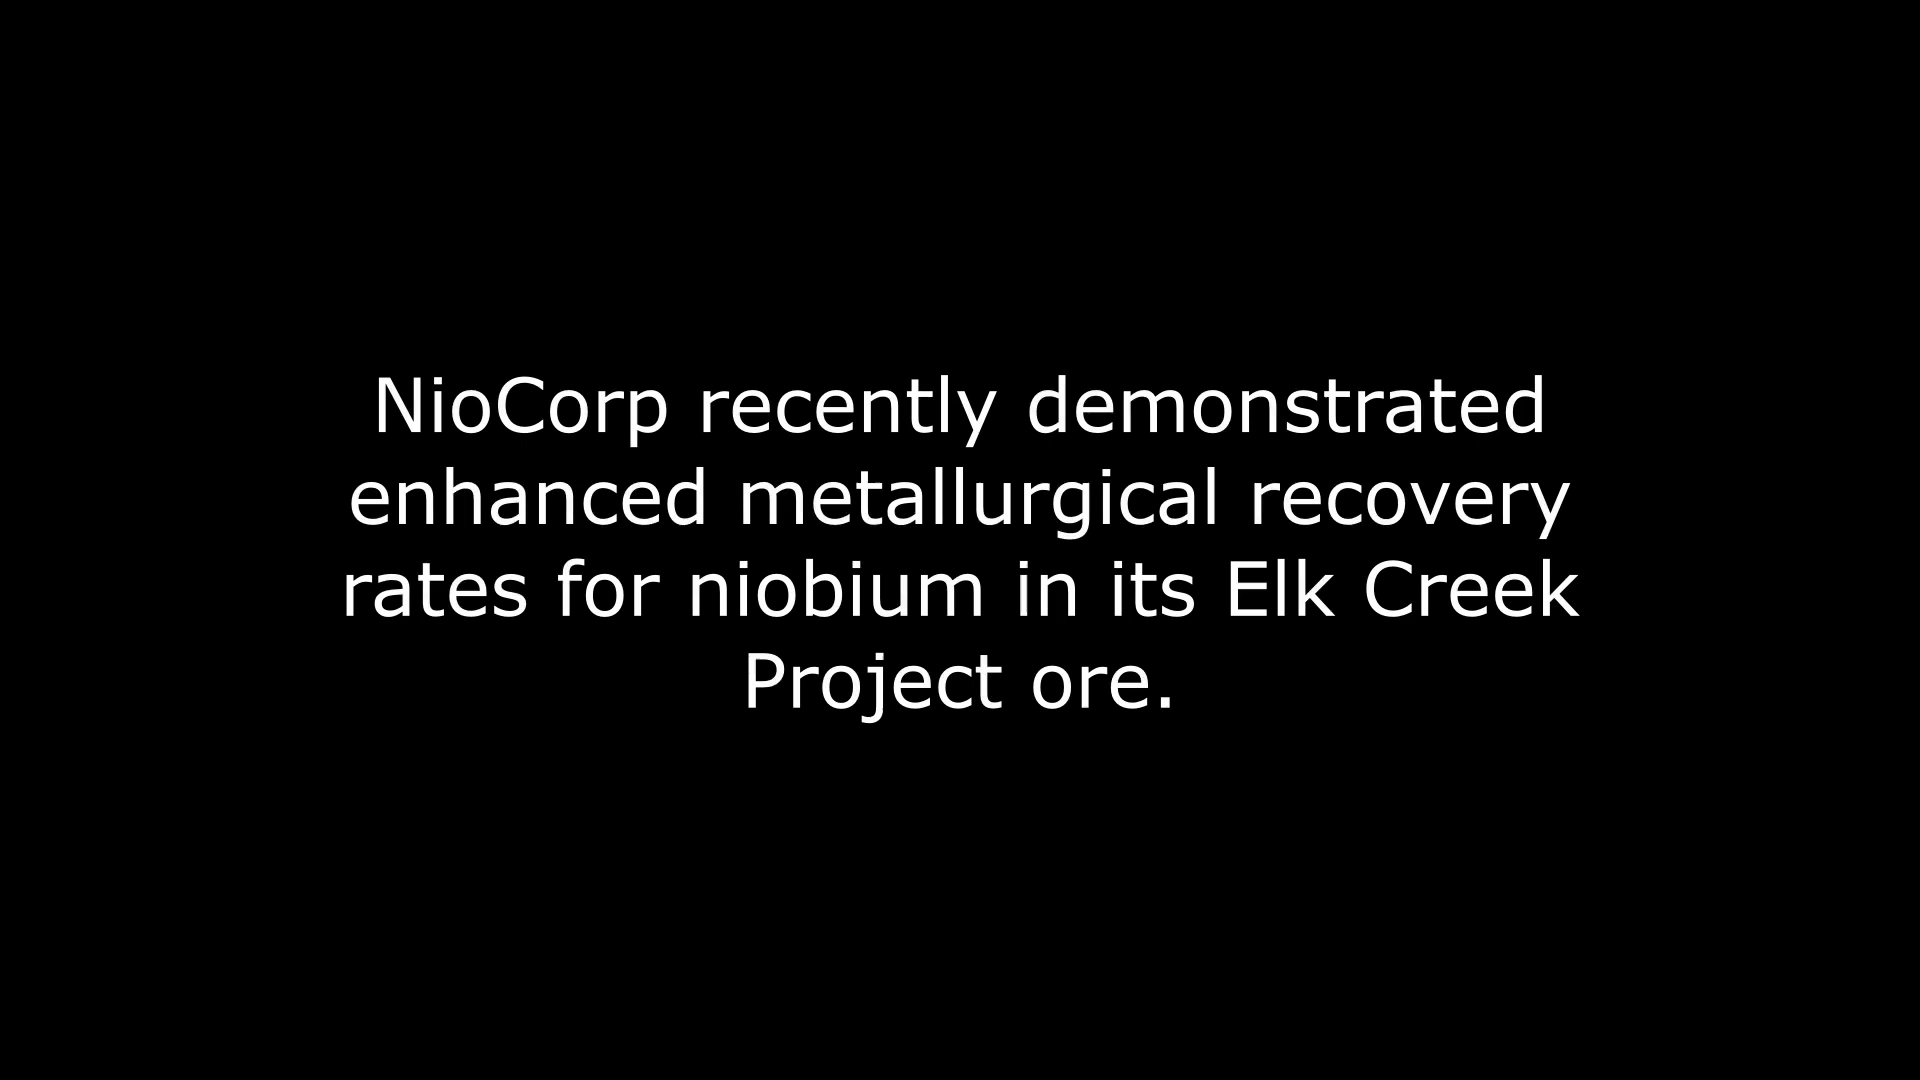 NioCorp recently demonstrated
enhanced metallurgical recovery
rates for niobium in its Elk Creek
Project ore.